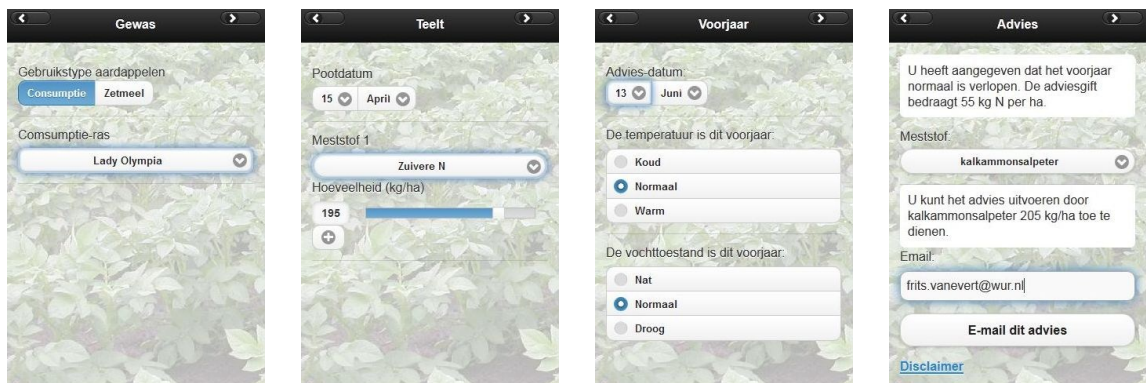 Gewas
Gebruikstype aardappelen
Consumptie Zetmeel
Comsumptie-ras
Lady Olympia
Teelt
Pootdatum
15 April
Meststof 1
Zuivere N
Hoeveelheid (kg/ha)
195
Voorjaar
Advies-datum:
13 Juni
De temperatuur is dit voorjaar:
Koud
Normaal
Warm
De vochttoestand is dit voorjaar:
Nat
Normaal
Droog
Advies
U heeft aangegeven dat het voorjaar
normaal is verlopen. De adviesgift
bedraagt 55 kg N per ha.
Meststof:
kalkammonsalpeter
U kunt het advies uitvoeren door
kalkammonsalpeter 205 kg/ha toe te
dienen.
Email:
frits.vanevert@wur.nl
E-mail dit advies
Disclaimer